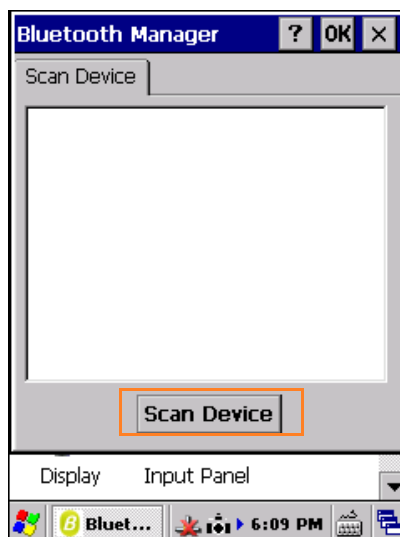 Bluetooth Manager ? OK ×
Scan Device
Scan Device
Display Input Panel
Bluet... 6:09 PM